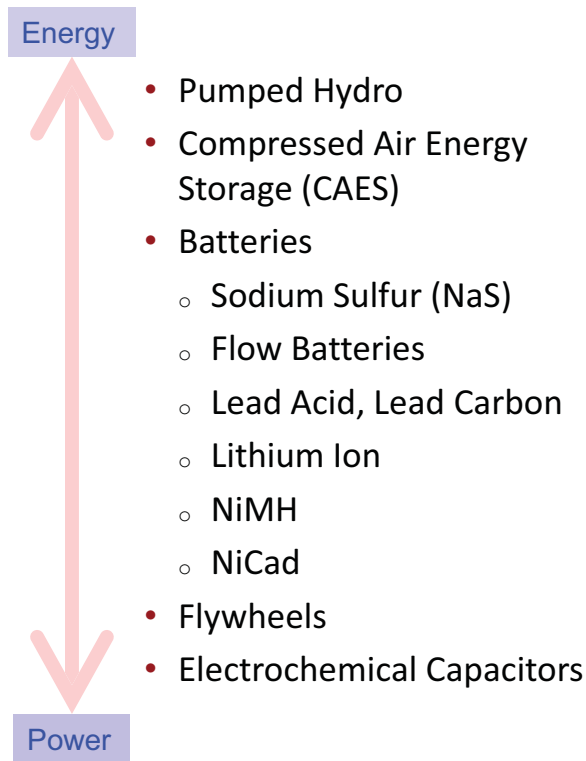 Energy
• Pumped Hydro
• Compressed Air Energy
Storage (CAES)
• Batteries
o Sodium Sulfur (NaS)
o Flow Batteries
o Lead Acid, Lead Carbon
o Lithium Ion
o NiMH
o NiCad
• Flywheels
• Electrochemical Capacitors
Power